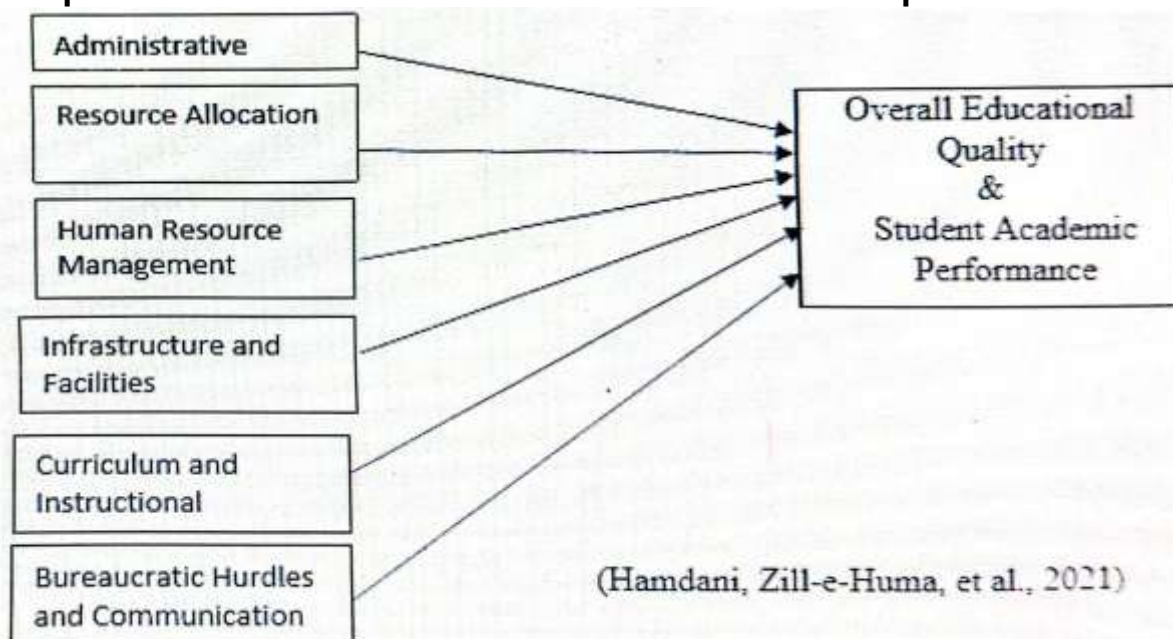 Administrative
Resource Allocation
Human Resource
Management
Infrastructure and
Facilities
Curriculum and
Instructional
Bureaucratic Hurdles
and Communication
Overall Educational
Quality
&
Student Academic
Performance
(Hamdani, Zill-e-Huma, et al., 2021)